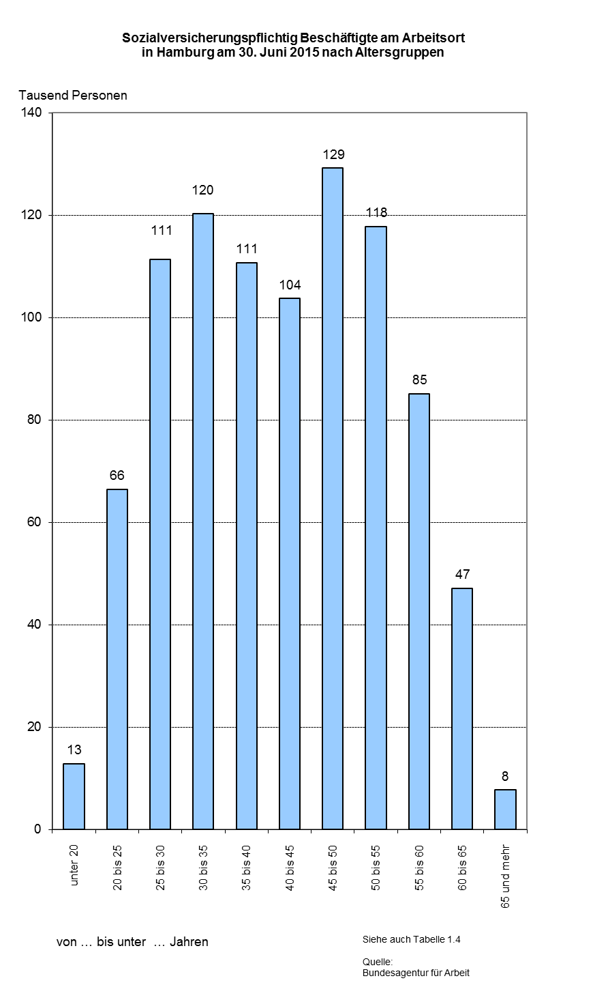 Sozialversicherungspflichtig Beschäftigte am Arbeitsort
in Hamburg am 30. Juni 2015 nach Altersgruppen
Tausend Personen
140
120
100
80
60
40
20
0
13
66
111
120
111
104
129
118
85
47
8
unter 20
20 bis 25
25 bis 30
30 bis 35
35 bis 40
40 bis 45
45 bis 50
50 bis 55
55 bis 60
60 bis 65
65 und mehr
von … bis unter … Jahren
Siehe auch Tabelle 1.4
Quelle:
Bundesagentur für Arbeit